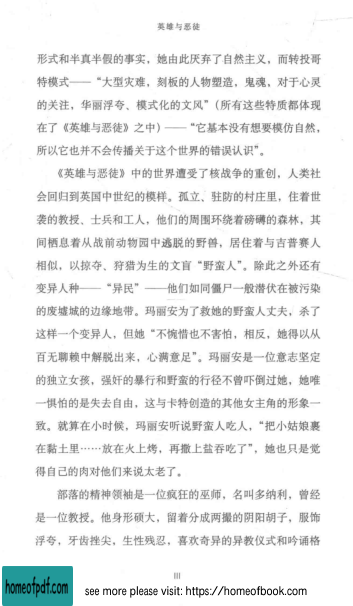 英雄与恶徒
形式和半真半假的事实，她由此厌弃了自然主义，而转投哥
特模式——“大型灾难，刻板的人物塑造，鬼魂，对于心灵
的关注，华丽浮夸、模式化的文风”（所有这些特质都体现
在了《英雄与恶徒》之中）——“它基本没有想要模仿自然，
所以它也并不会传播关于这个世界的错误认识”。
《英雄与恶徒》中的世界遭受了核战争的重创，人类社
会回归到英国中世纪的模样。孤立、驻防的村庄里，住着世
袭的教授、士兵和工人，他们的周围环绕着磅礴的森林，其
间栖息着从战前动物园中逃脱的野兽，居住着与吉普赛人
相似，以掠夺、狩猎为生的文盲“野蛮人”。除此之外还有
变异人种——“异民”——他们如同僵尸一般潜伏在被污染
的废墟城的边缘地带。玛丽安为了救她的野蛮人丈夫，杀了
这样一个变异人，但她“不惋惜也不害怕，相反，她得以从
百无聊赖中解脱出来，心满意足”。玛丽安是一位意志坚定
的独立女孩，强奸的暴行和野蛮的行径不曾吓倒过她，她唯
一惧怕的是失去自由，这与卡特创造的其他女主角的形象一
致。就算在小时候，玛丽安听说野蛮人吃人，“把小姑娘裹
在黏土里……放在火上烤，再撒上盐吞吃了”，她也只是觉
得自己的肉对他们来说太老了。
部落的精神领袖是一位疯狂的巫师，名叫多纳利，曾经
是一位教授。他身形硕大，留着分成两撮的阴阳胡子，服饰
浮夸，牙齿挫尖，生性残忍，喜欢奇异的异教仪式和吟诵格
III
homeofpdf.com
see more please visit: https://homeofbook.com